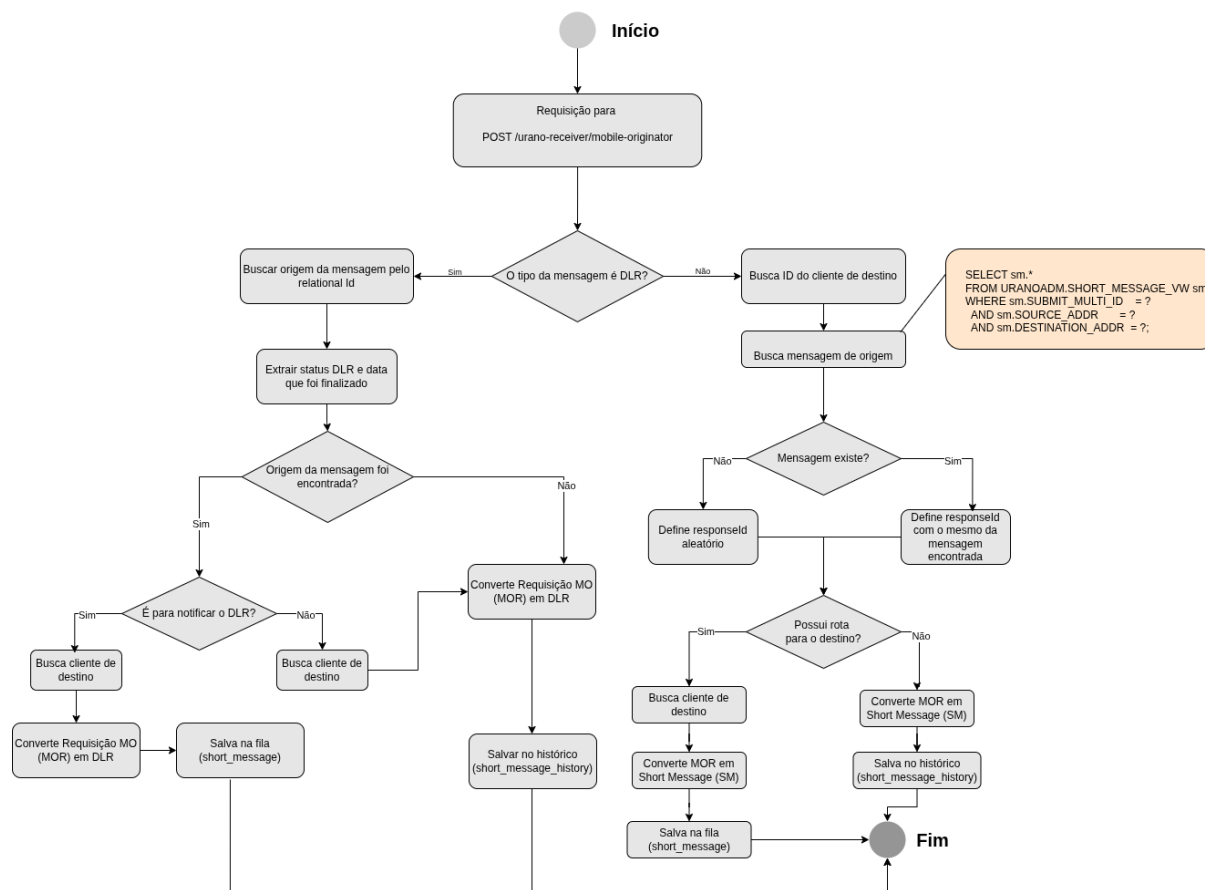 Início
Requisição para
POST /urano-receiver/mobile-originator
O tipo da mensagem é DLR?
Sim
Não
Buscar origem da mensagem pelo
relational Id
Busca ID do cliente de destino
SELECT sm.*
FROM URANOADM.SHORT_MESSAGE_VW sm
WHERE sm.SUBMIT_MULTI_ID = ?
AND sm.SOURCE_ADDR = ?
AND sm.DESTINATION_ADDR = ?;
Busca mensagem de origem
Extrair status DLR e data
que foi finalizado
Origem da mensagem foi
encontrada?
Sim
Não
Mensagem existe?
Não
Sim
Define responseId
aleatório
Define responseId
com o mesmo da
mensagem
encontrada
É para notificar o DLR?
Sim
Não
Converte Requisição MO
(MOR) em DLR
Possui rota
para o destino?
Sim
Não
Busca cliente de
destino
Busca cliente de
destino
Busca cliente de
destino
Converte MOR em
Short Message (SM)
Converte Requisição MO
(MOR) em DLR
Salva na fila
(short_message)
Salvar no histórico
(short_message_history)
Converte MOR em
Short Message (SM)
Salva no histórico
(short_message_history)
Salva na fila
(short_message)
Fim